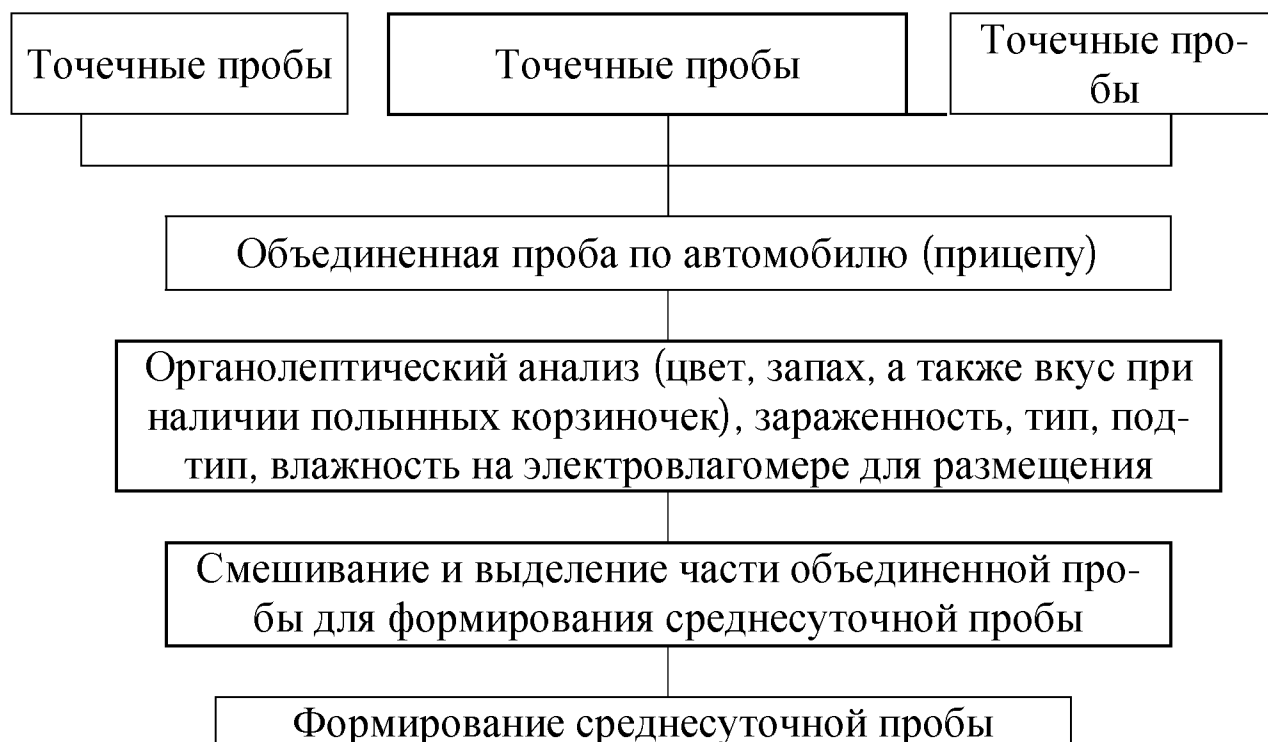 Точечные пробы
Точечные пробы
Точечные про-
бы
Объединенная проба по автомобилю (прицепу)
Органолептический анализ (цвет, запах, а также вкус при
наличии полынных корзиночек), зараженность, тип, под-
тип, влажность на электровлагомере для размещения
Смешивание и выделение части объединенной про-
бы для формирования среднесуточной пробы
Формирование среднесуточной пробы